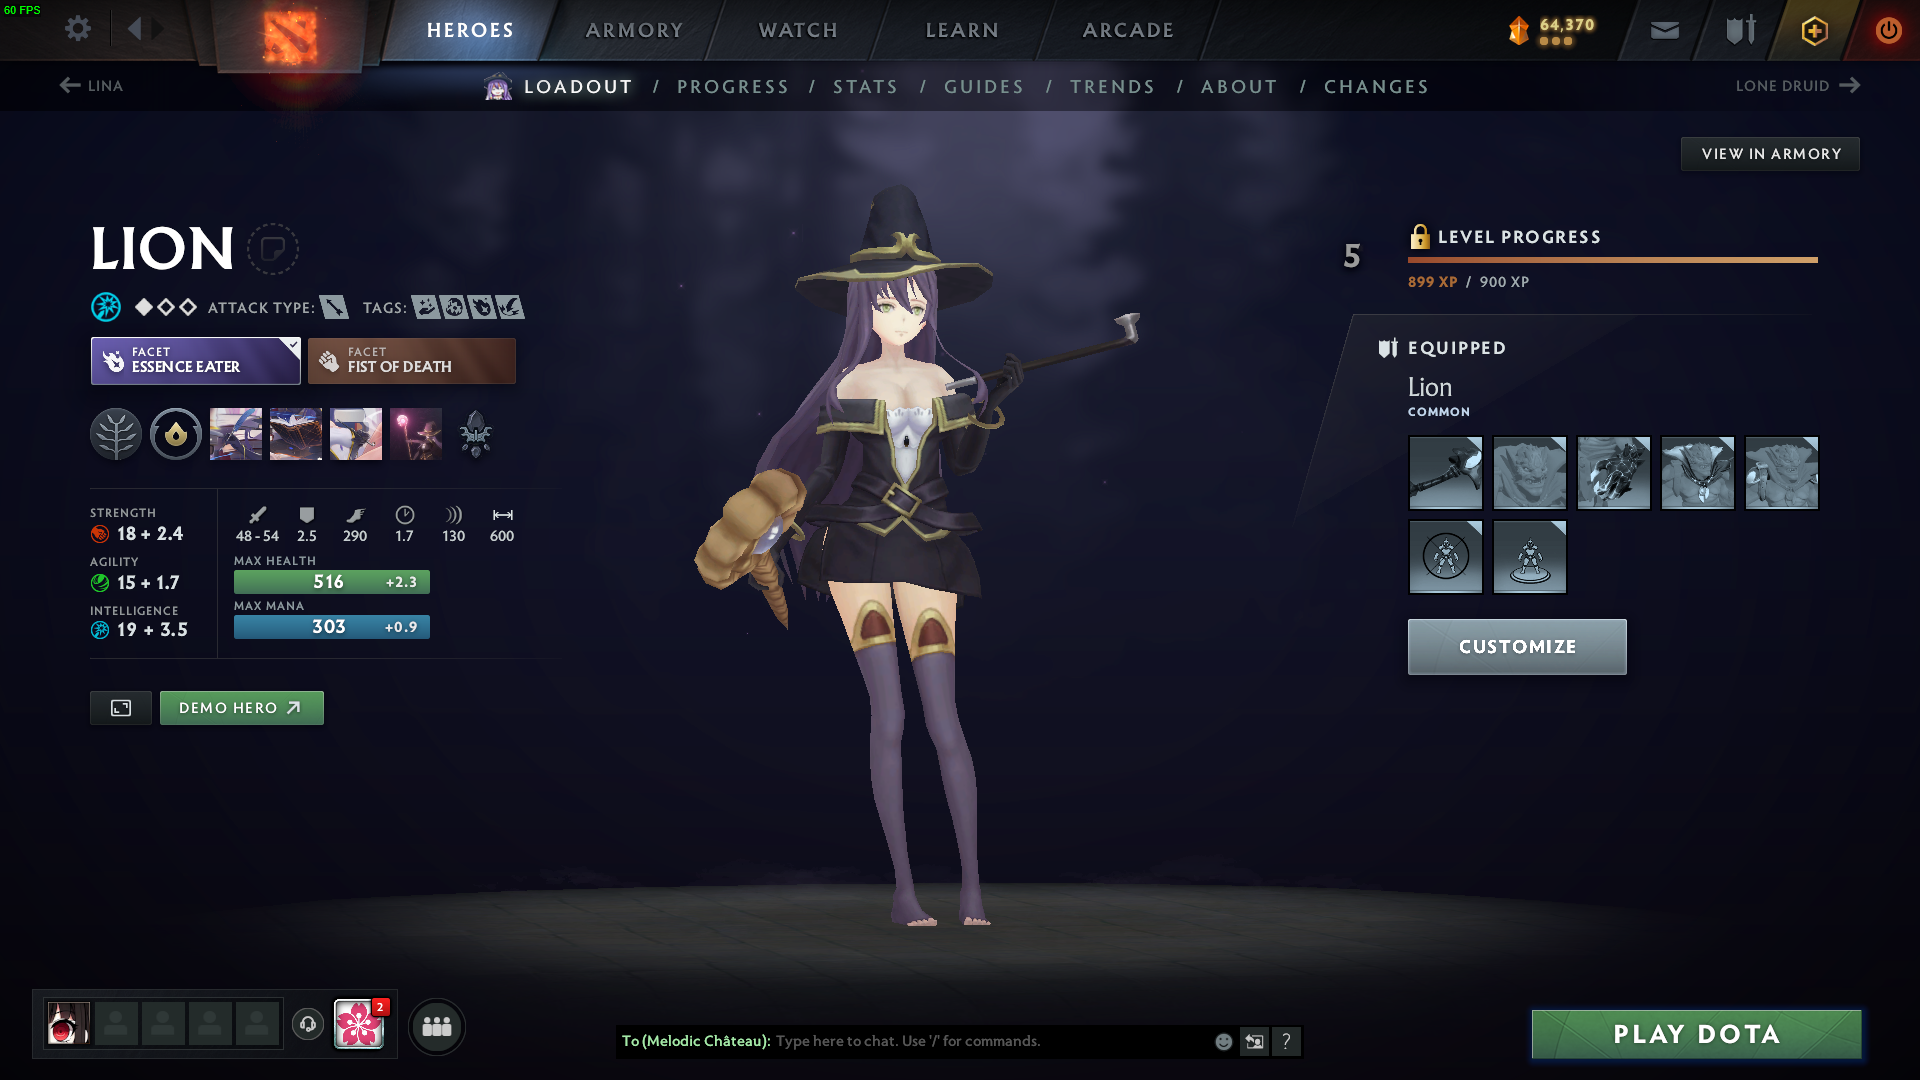 60 FPS
HEROES
ARMORY
WATCH
LEARN
ARCADE
64,370
LINA
LOADOUT / PROGRESS / STATS / GUIDES / TRENDS / ABOUT / CHANGES
LONE DRUID
VIEW IN ARMORY
LION
ATTACK TYPE:
TAGS:
FACET
ESSENCE EATER
FACET
FIST OF DEATH
STRENGTH
18 + 2.4
AGILITY
15 + 1.7
INTELLIGENCE
19 + 3.5
48 - 54
2.5
290
1.7
130
600
MAX HEALTH
516
+2.3
MAX MANA
303
+0.9
DEMO HERO
5
LEVEL PROGRESS
899 XP / 900 XP
EQUIPPED
Lion
COMMON
CUSTOMIZE
2
To (Melodic Château): Type here to chat. Use '/' for commands.
?
PLAY DOTA